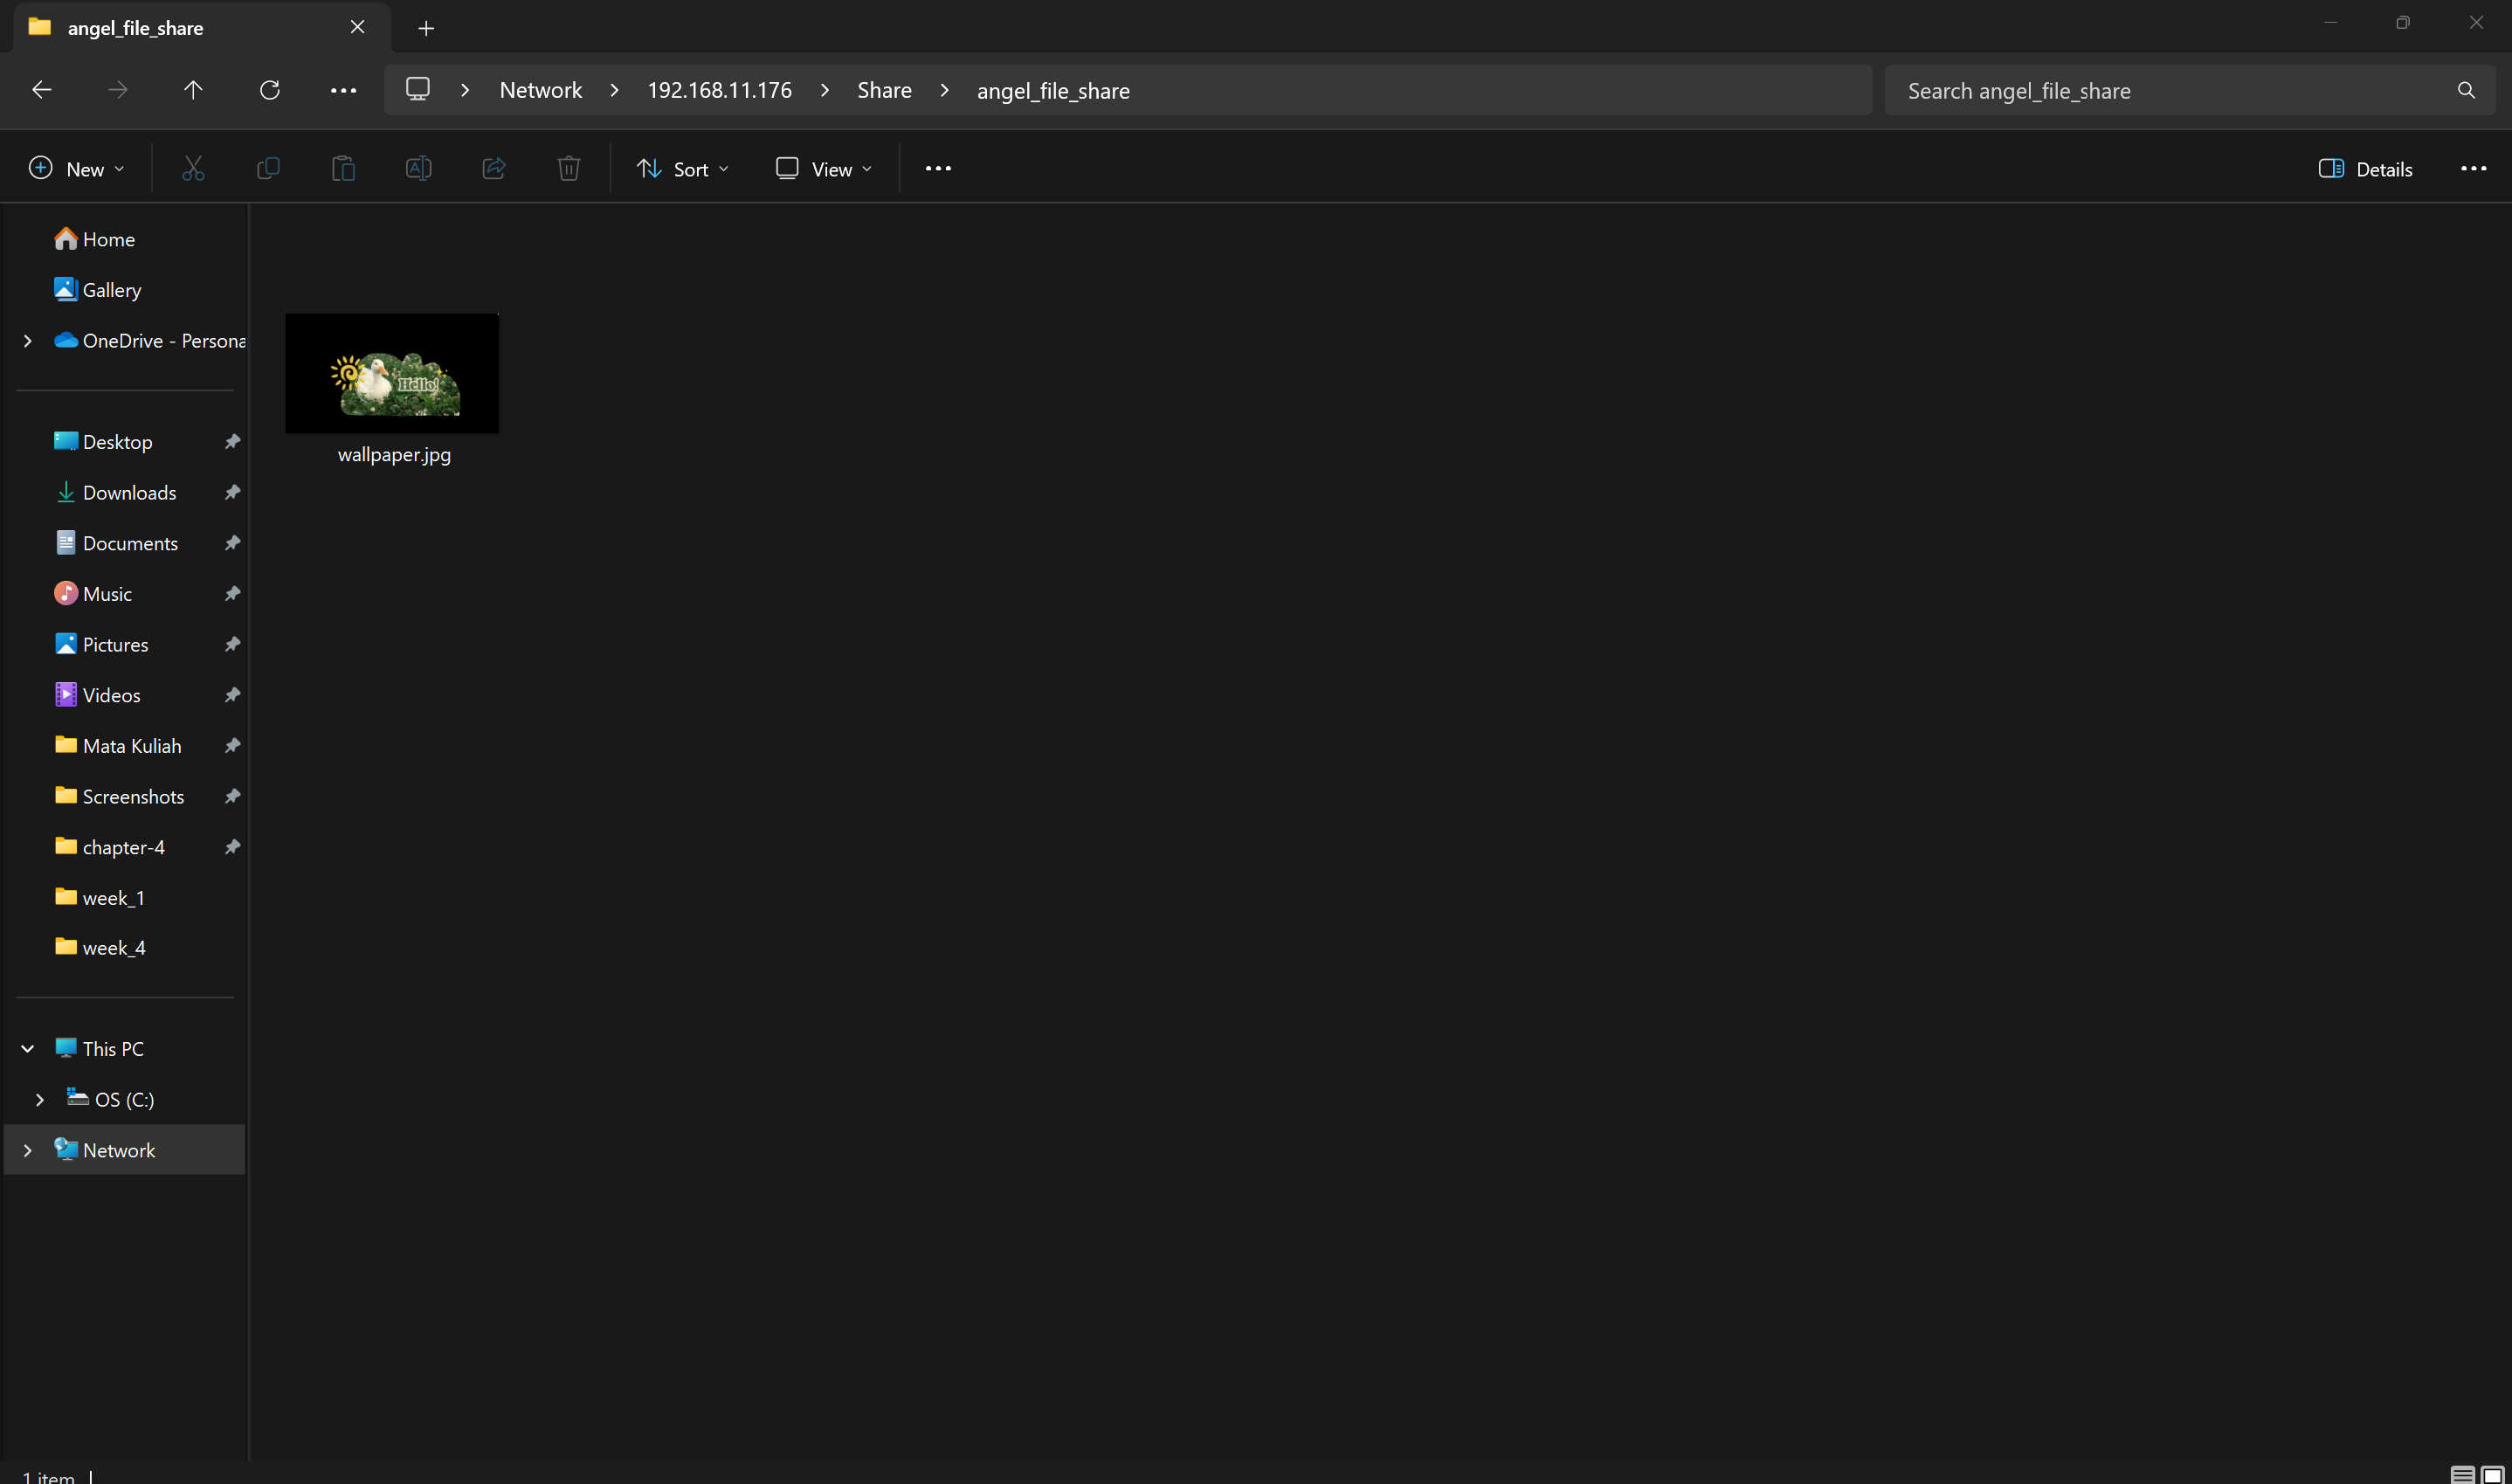 angel_file_share
Network > 192.168.11.176 > Share > angel_file_share
Search angel_file_share
New
Sort
View
Details
Home
Gallery
OneDrive - Persona
Desktop
Downloads
Documents
Music
Pictures
Videos
Mata Kuliah
Screenshots
chapter-4
week_1
week_4
This PC
OS (C:)
Network
Hello!
wallpaper.jpg
1 item